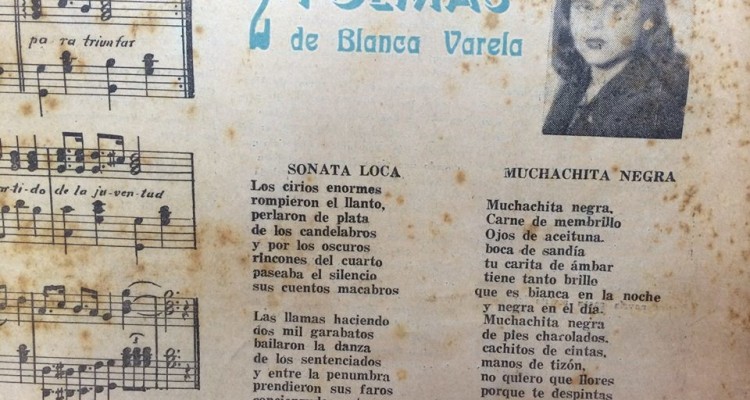 pa ra triunfar
ti-do de la ju-ven-tud
2 POEMAS
de Blanca Varela
SONATA LOCA
Los cirios enormes
rompieron el llanto,
perlaron de plata
de los candelabros
y por los oscuros
rincones del cuarto
paseaba el silencio
sus cuentos macabros
Las llamas haciendo
dos mil garabatos
bailaron la danza
de los sentenciados
y entre la penumbra
prendieron sus faros
MUCHACHITA NEGRA
Muchachita negra,
Carne de membrillo
Ojos de aceituna.
boca de sandía
tu carita de ámbar
tiene tanto brillo
que es bianca en la noche
y negra en el día.
Muchachita negra
de ples charolados.
cachitos de cintas,
manos de tizón,
no quiero que llores
porque te despintas